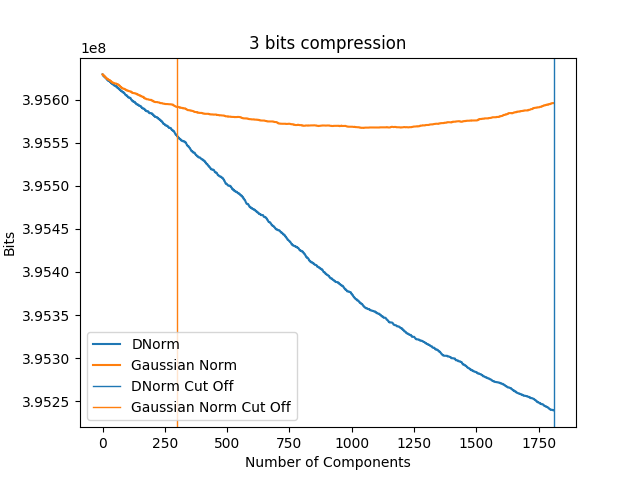 3 bits compression
1e8
3.9560
3.9555
3.9550
3.9545
3.9540
3.9535
3.9530
3.9525
Bits
DNorm
Gaussian Norm
DNorm Cut Off
Gaussian Norm Cut Off
0 250 500 750 1000 1250 1500 1750
Number of Components